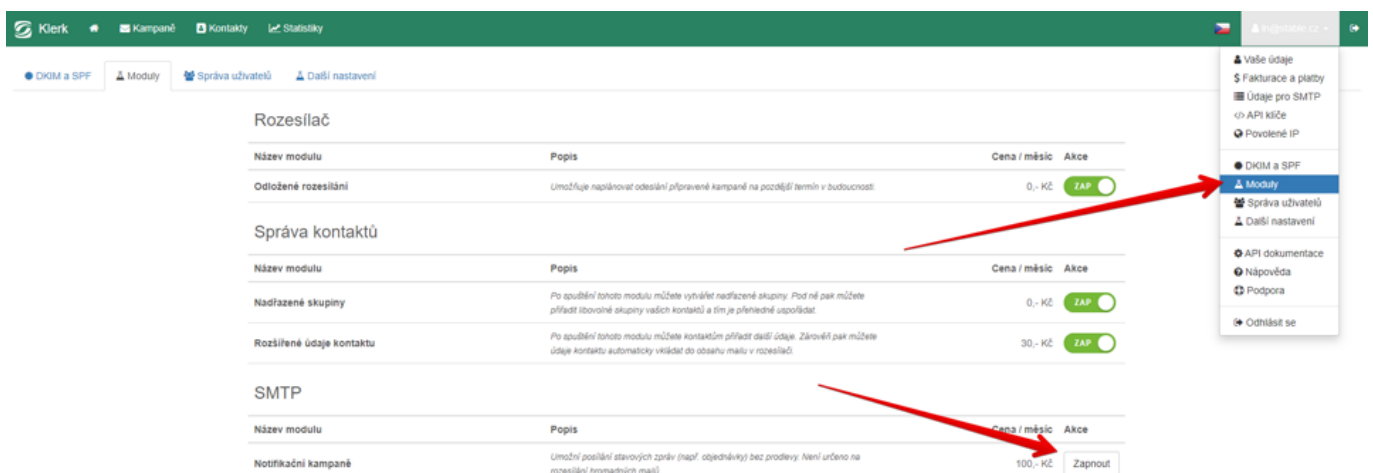 Klerk Kampaně Kontakty Statistiky
DKIM a SPF Moduly Správa uživatelů Další nastavení
Vaše údaje
$ Fakturace a platby
Údaje pro SMTP
</> API klíče
Povolené IP
DKIM a SPF
Moduly
Správa uživatelů
Další nastavení
API dokumentace
Nápověda
Podpora
Odhlásit se
Rozesílač
Název modulu Popis Cena / měsíc Akce
Odložené rozesílání Umožňuje naplánovat odeslání připravené kampaně na pozdější termín v budoucnosti. 0,- Kč ZAP
Správa kontaktů
Název modulu Popis Cena / měsíc Akce
Nadřazené skupiny Po spuštění tohoto modulu můžete vytvářet nadřazené skupiny. Pod ně pak můžete
přiřadit libovolné skupiny vašich kontaktů a tím je přehledně uspořádat. 0,- Kč ZAP
Rozšířené údaje kontaktu Po spuštění tohoto modulu můžete kontaktům přiřadit další údaje. Zároveň pak můžete
údaje kontaktu automaticky vkládat do obsahu mailu v rozesílači. 30,- Kč ZAP
SMTP
Název modulu Popis Cena / měsíc Akce
Notifikační kampaně Umožní posílání stavových zpráv (např. objednávky) bez prodlevy. Není určeno na
rozesílání hromadných mailů. 100,- Kč Zapnout